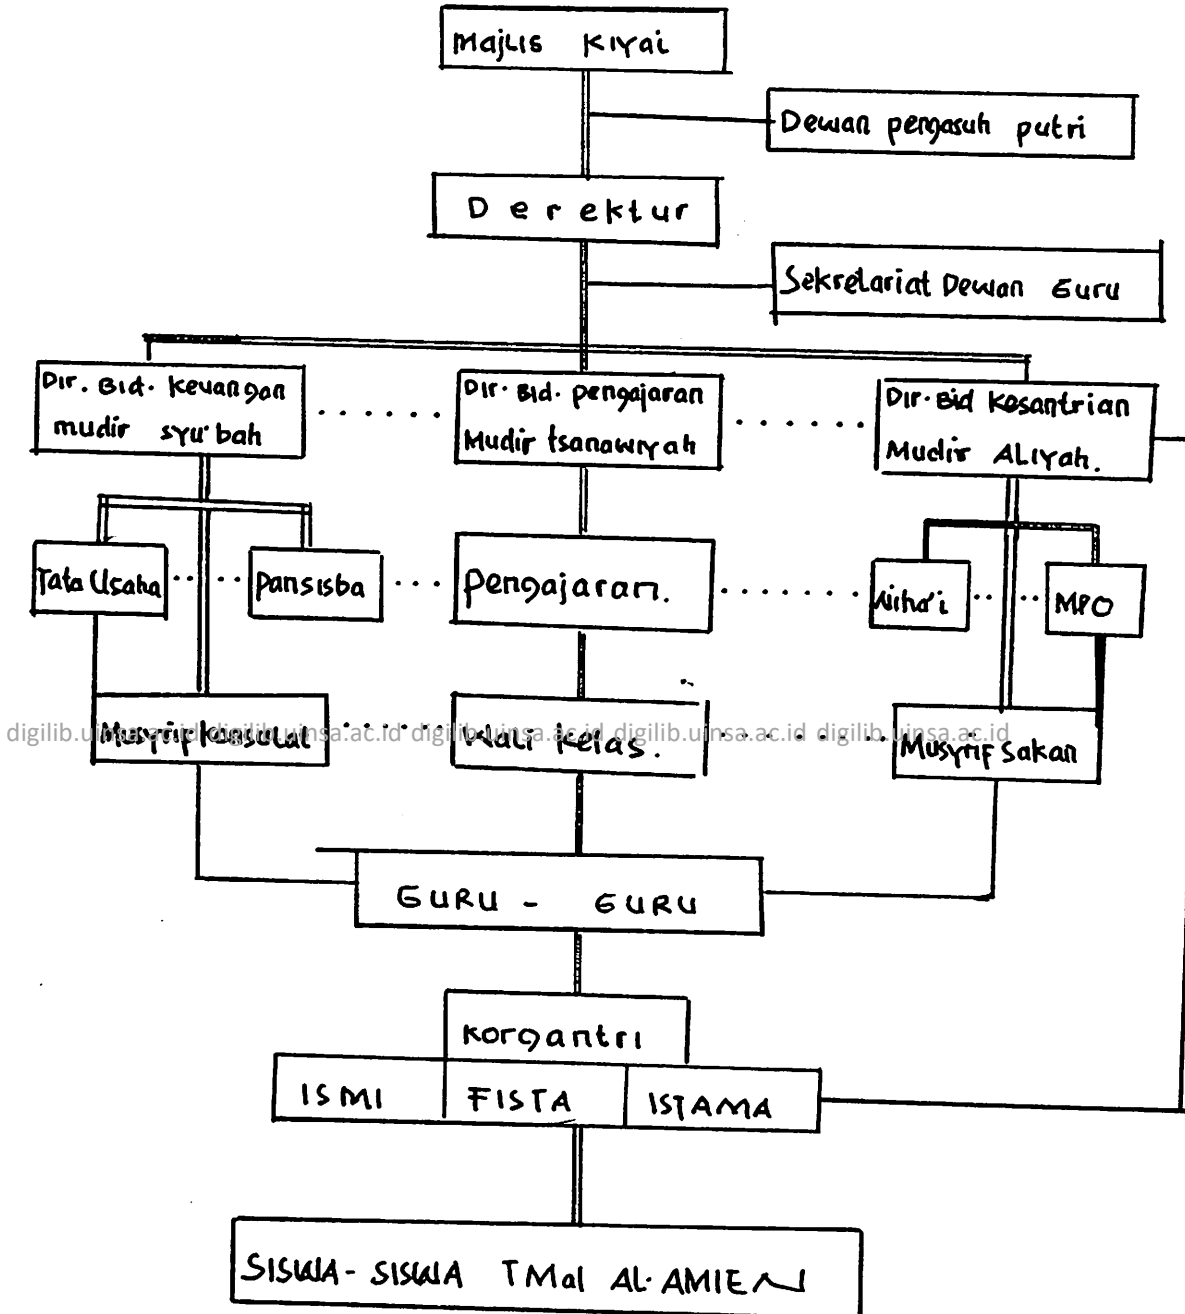 Majlis Kiyai
Dewan pengasuh putri
Derektur
Sekretariat Dewan Guru
Dir. Bid. Keuangan
mudir syu'bah
Dir. Bid. pengajaran
Mudir tsanawiyah
Dir. Bid Kesantrian
Mudir ALIYah.
Tata Usaha
Pansisba
Pengajaran.
MPO
digilib.uinsa.ac.id digilib.uinsa.ac.id digilib.uinsa.ac.id digilib.uinsa.ac.id digilib.uinsa.ac.id
Musyrif Konsulat
Wali Kelas.
Musyrif Sakan
GURU - GURU
Korgantri
ISMI
FISTA
ISTAMA
SISWA-SISWA TMaI AL-AMIEN